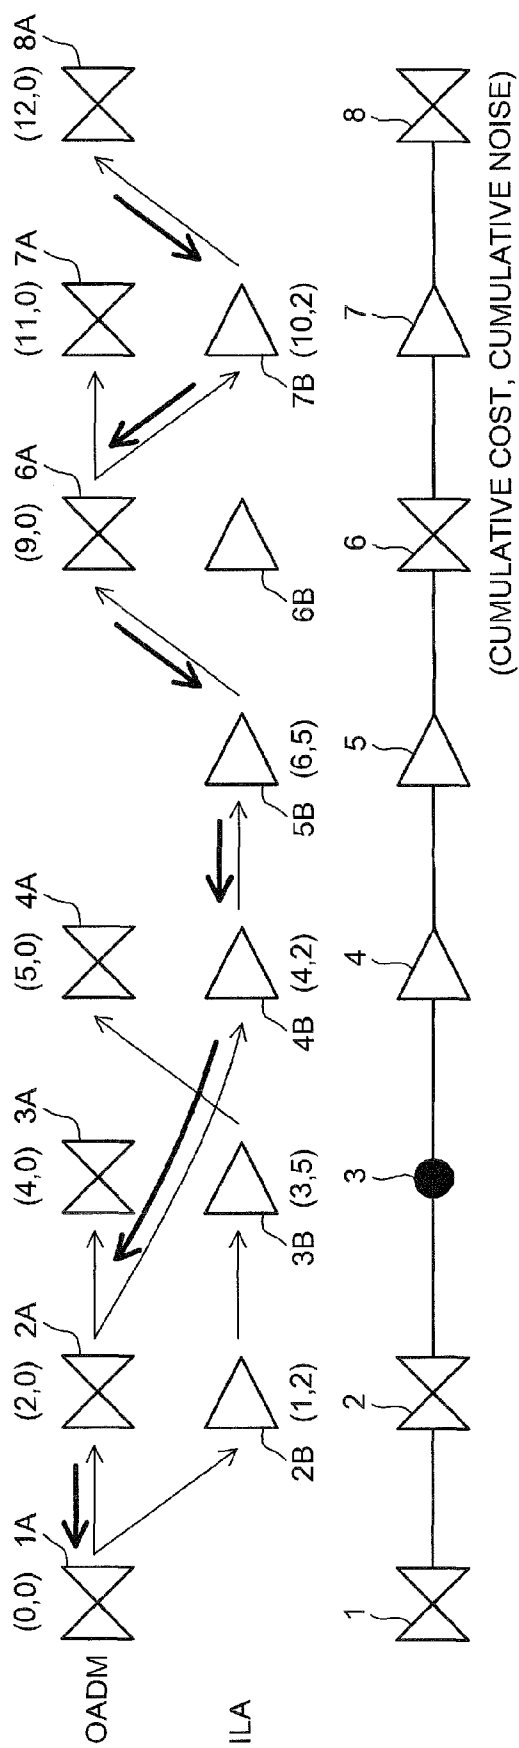 (0,0) 1A
(2,0) 2A
(4,0) 3A
(5,0) 4A
(9,0) 6A
(11,0) 7A
(12,0) 8A
OADM
ILA
2B (1,2)
3B (3,5)
4B (4,2)
5B (6,5)
6B
7B (10,2)
1
2
3
4
5
6
7
8
(CUMULATIVE COST, CUMULATIVE NOISE)